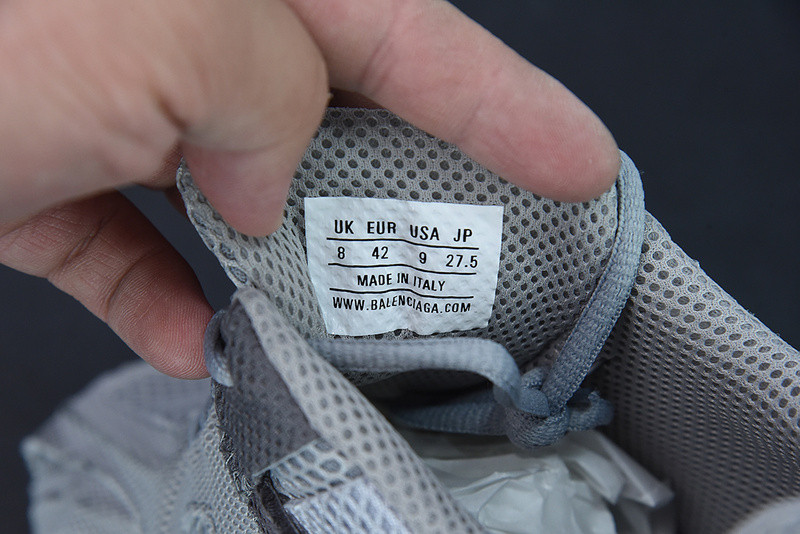 UK EUR USA JP
8 42 9 27.5
MADE IN ITALY
WWW.BALENCIAGA.COM